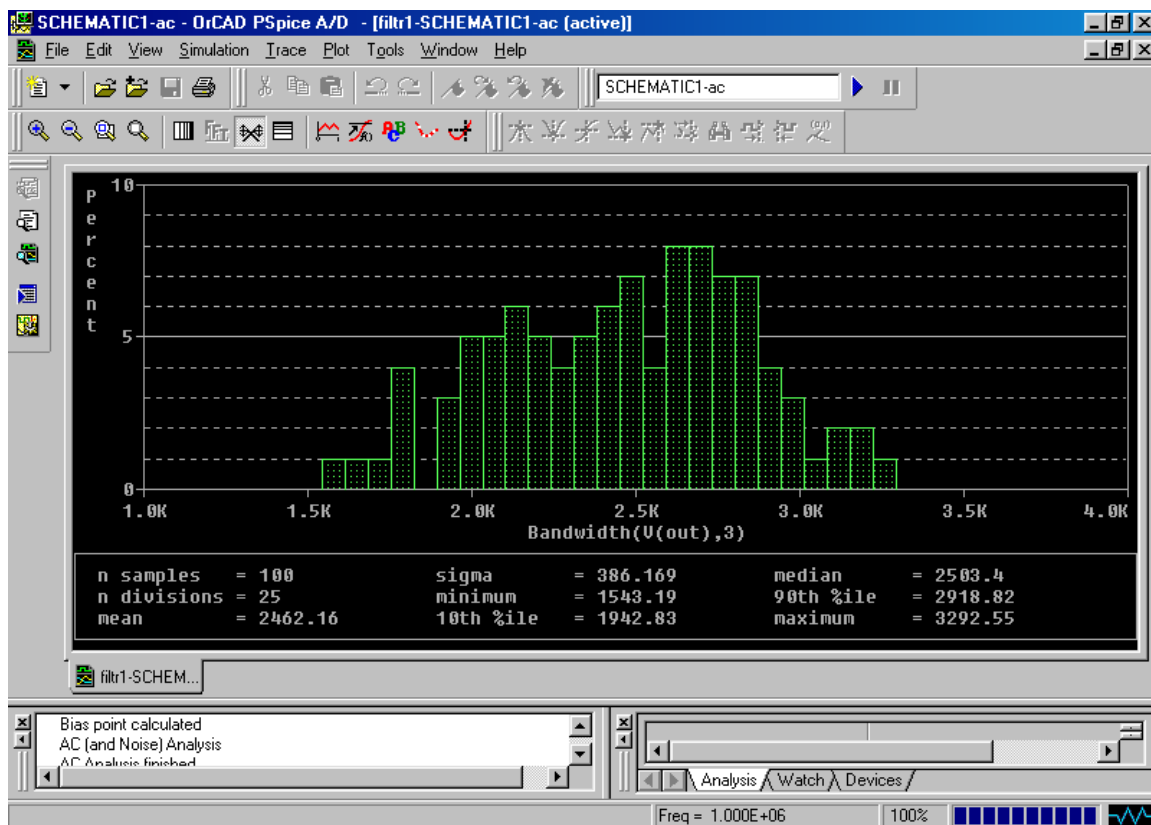 SCHEMATIC1-ac - OrCAD PSpice A/D - [filtr1-SCHEMATIC1-ac (active)]
File Edit View Simulation Trace Plot Tools Window Help
SCHEMATIC1-ac
Percent
10
5
0
1.0K 1.5K 2.0K 2.5K 3.0K 3.5K 4.0K
Bandwidth(V(out),3)
n samples = 100 sigma = 386.169 median = 2503.4
n divisions = 25 minimum = 1543.19 90th %ile = 2918.82
mean = 2462.16 10th %ile = 1942.83 maximum = 3292.55
filtr1-SCHEM...
Bias point calculated
AC (and Noise) Analysis
AC Analysis finished
Analysis Watch Devices
Freq = 1.000E+06 100%